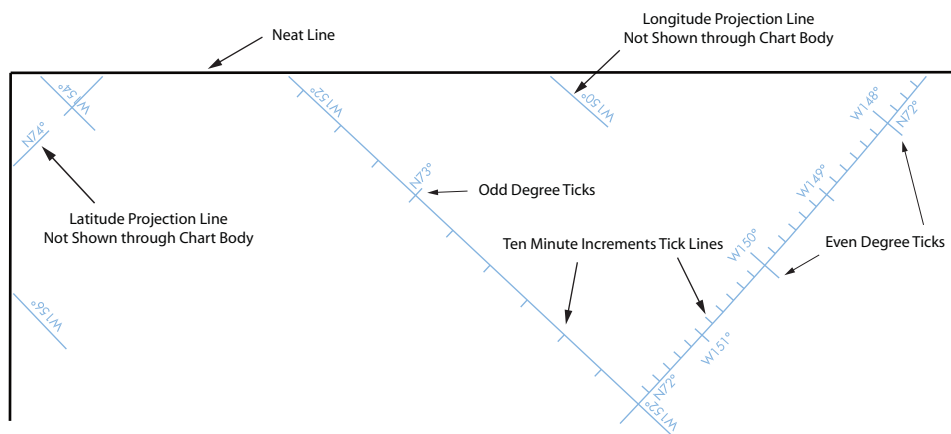 Longitude Projection Line
Not Shown through Chart Body
Neat Line
W154°
W152°
W150°
W148°
N72°
N74°
N73°
Odd Degree Ticks
W149°
Latitude Projection Line
Not Shown through Chart Body
Ten Minute Increments Tick Lines
W150°
Even Degree Ticks
W156°
W151°
N72°
W152°